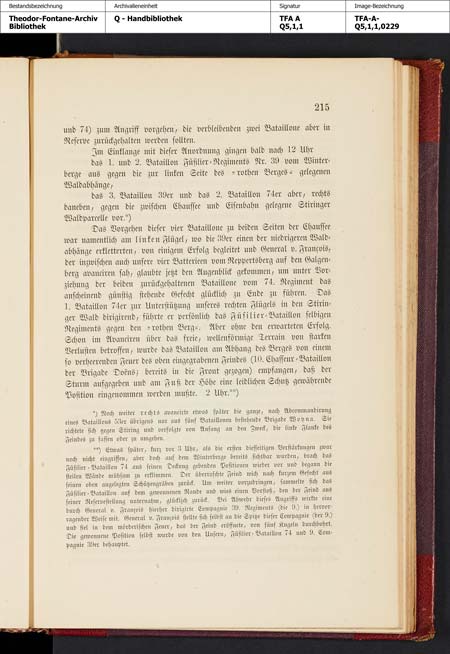 Bestandsbezeichnung
Theodor-Fontane-Archiv
Bibliothek
Archivalieneinheit
Q - Handbibliothek
Signatur
TFA A
Q5,1,1
Image-Bezeichnung
TFA-A-
Q5,1,1,0229
215
und 74) zum Angriff vorgehen, die verbleibenden zwei Bataillone aber in
Reserve zurückgehalten werden sollten.
Im Einklange mit dieser Anordnung gingen bald nach 12 Uhr
das 1. und 2. Bataillon Füsilier-Regiments Nr. 39 vom Winter-
berge aus gegen die zur linken Seite des »rothen Berges« gelegenen
Waldabhänge,
das 3. Bataillon 39er und das 2. Bataillon 74er aber, rechts
daneben, gegen die zwischen Chaussee und Eisenbahn gelegene Stiringer
Waldparcelle vor.*)
Das Vorgehen dieser vier Bataillone zu beiden Seiten der Chaussee
war namentlich am linken Flügel, wo die 39er einen der niedrigeren Wald-
abhänge erkletterten, von einigem Erfolg begleitet und General v. François,
der inzwischen auch unsere vier Batterieen vom Reppertsberg auf den Galgen-
berg avanciren sah, glaubte jetzt den Augenblick gekommen, um unter Vor-
ziehung der beiden zurückgehaltenen Bataillone vom 74. Regiment das
anscheinend günstig stehende Gefecht glücklich zu Ende zu führen. Das
1. Bataillon 74er zur Unterstützung unseres rechten Flügels in den Stirin-
ger Wald dirigirend, führte er persönlich das Füsilier-Bataillon selbigen
Regiments gegen den »rothen Berg«. Aber ohne den erwarteten Erfolg.
Schon im Avanciren über das freie, wellenförmige Terrain von starken
Verlusten betroffen, wurde das Bataillon am Abhang des Berges von einem
so verheerenden Feuer des oben eingegrabenen Feindes (10. Chasseur-Bataillon
der Brigade Doëns; bereits in die Front gezogen) empfangen, daß der
Sturm aufgegeben und am Fuß der Höhe eine leidlichen Schutz gewährende
Position eingenommen werden mußte. 2 Uhr.**)
*) Noch weiter rechts avancirte etwas später die ganze, nach Abcommandirung
eines Bataillons 53er übrigens nur aus fünf Bataillonen bestehende Brigade Woyna. Sie
richtete sich gegen Stiring und verfolgte von Anfang an den Zweck, die linke Flanke des
Feindes zu fassen oder zu umgehen.
**) Etwas später, kurz vor 3 Uhr, als die ersten diesseitigen Verstärkungen zwar
noch nicht eingriffen, aber doch auf dem Winterberge bereits sichtbar wurden, brach das
Füsilier-Bataillon 74 aus seinen Deckung gebenden Positionen wieder vor und begann die
steilen Wände mühsam zu erklimmen. Der überraschte Feind wich nach kurzem Gefecht aus
seinen oben angelegten Schützengräben zurück. Um weiter vorzudringen, sammelte sich das
Füsilier-Bataillon auf dem gewonnenen Rande und wies einen Vorstoß, den der Feind aus
seiner Reservestellung unternahm, glücklich zurück. Bei Abwehr dieses Angriffs wirkte eine
durch General v. François hierher dirigirte Compagnie 39. Regiments (die 9.) in hervor-
ragender Weise mit. General v. François stellte sich selbst an die Spitze dieser Compagnie (der 9.)
und fiel in dem mörderischen Feuer, das der Feind eröffnete, von fünf Kugeln durchbohrt.
Die gewonnene Position selbst wurde von den Unsern, Füsilier-Bataillon 74 und 9. Com-
pagnie 39er behauptet.